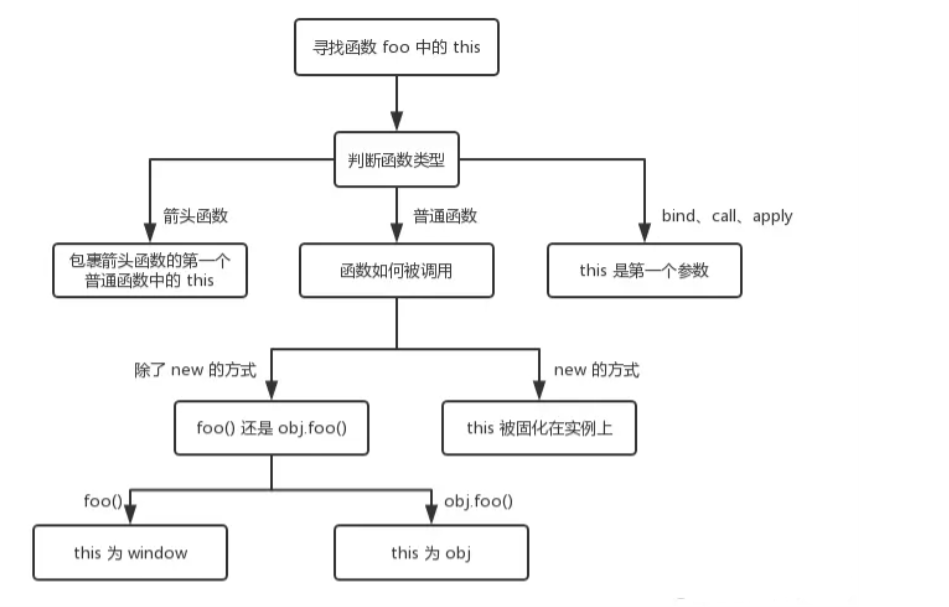 寻找函数 foo 中的 this
判断函数类型
箭头函数
普通函数
bind、call、apply
包裹箭头函数的第一个
普通函数中的 this
函数如何被调用
this 是第一个参数
除了 new 的方式
new 的方式
foo() 还是 obj.foo()
this 被固化在实例上
foo()
obj.foo()
this 为 window
this 为 obj